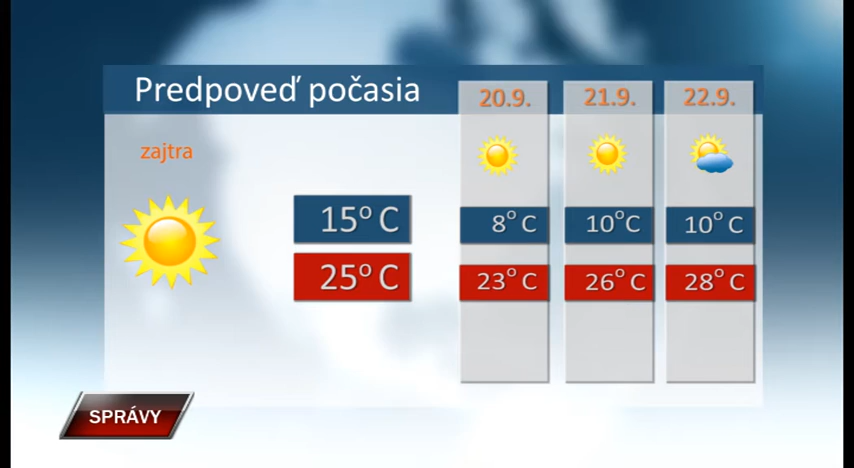 Predpoveď počasia
zajtra
15° C
25° C
20.9.
8° C
23° C
21.9.
10°C
26° C
22.9.
10° C
28° C
SPRÁVY